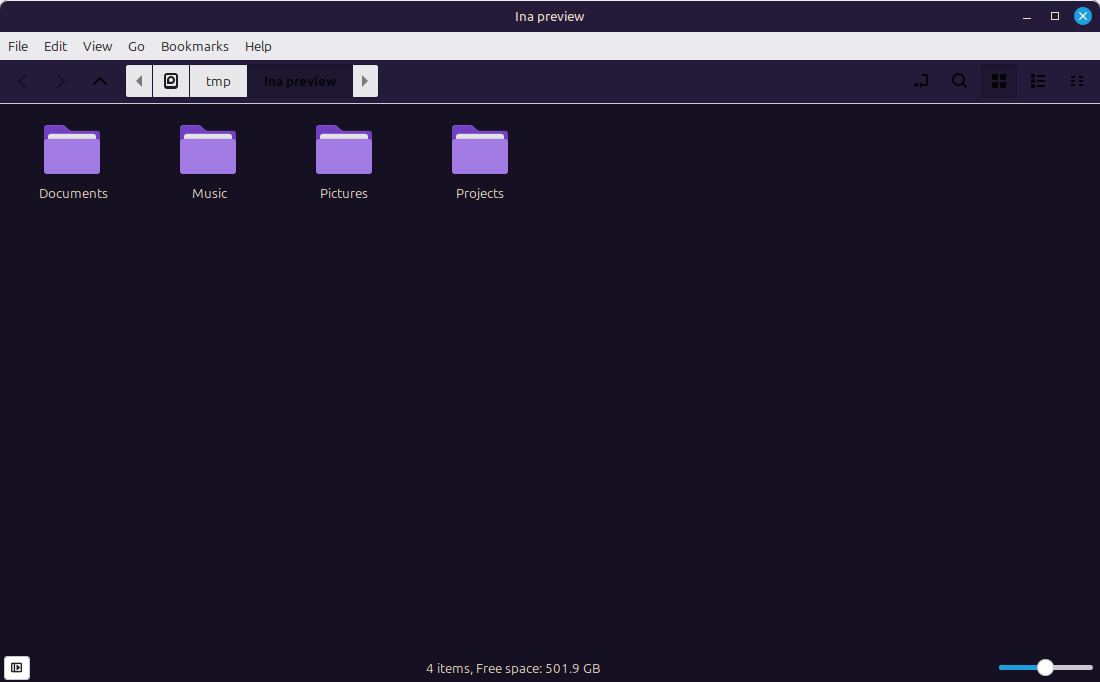 Ina preview
File Edit View Go Bookmarks Help
tmp Ina preview
Documents Music Pictures Projects
4 items, Free space: 501.9 GB